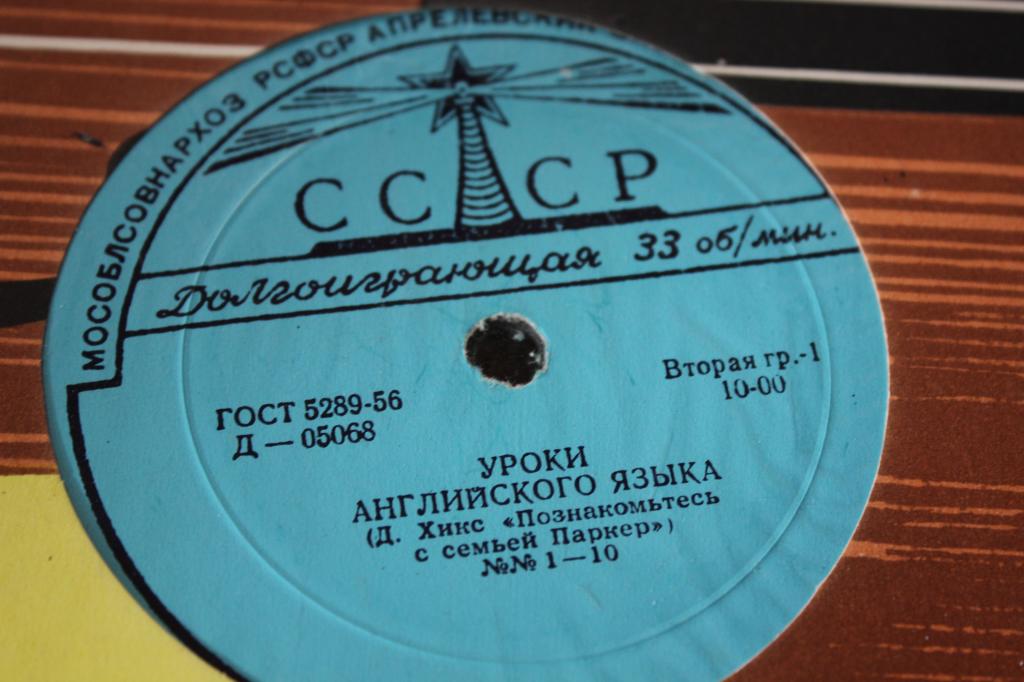 МОСОБЛСОВНАРХОЗ РСФСР АПРЕЛЕВСКИЙ
СССР
Долгоиграющая 33 об/мин.
ГОСТ 5289-56
Д — 05068
Вторая гр.-1
10-00
УРОКИ
АНГЛИЙСКОГО ЯЗЫКА
(Д. Хикс «Познакомьтесь
с семьей Паркер»)
№№ 1—10